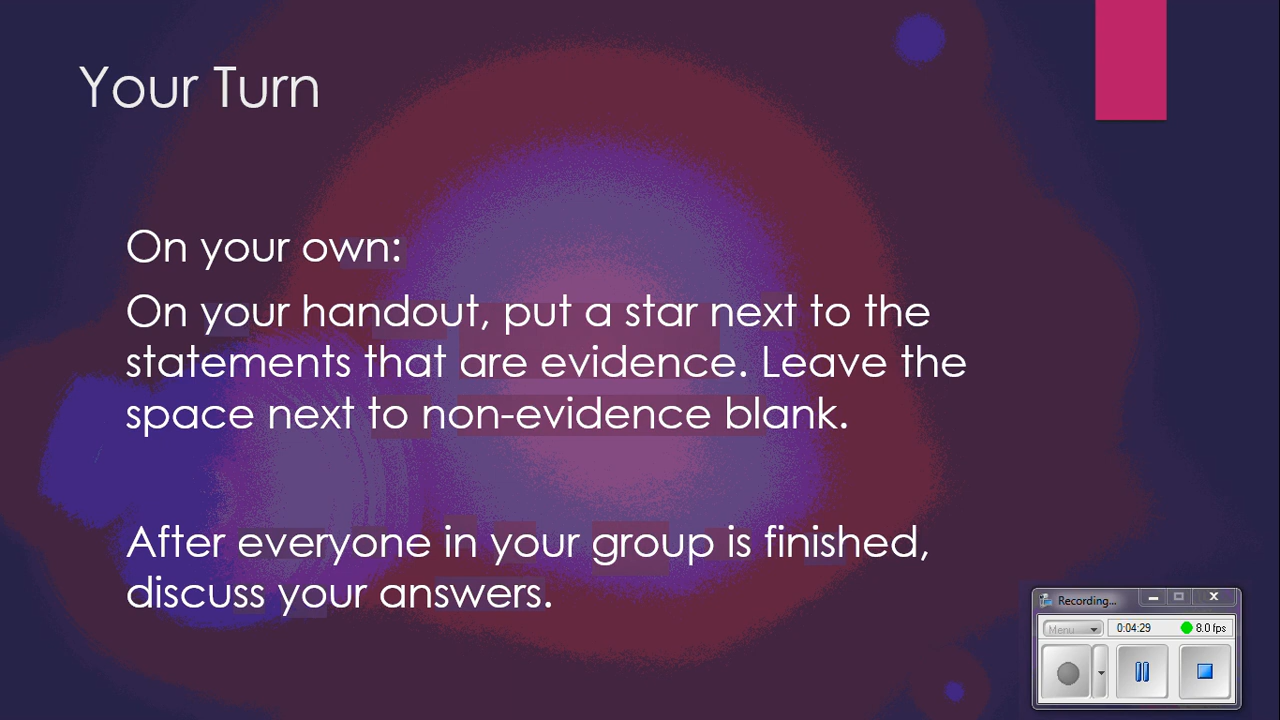 Your Turn
On your own:
On your handout, put a star next to the
statements that are evidence. Leave the
space next to non-evidence blank.
After everyone in your group is finished,
discuss your answers.
Recording...
Menu
0:04:29
8.0 fps